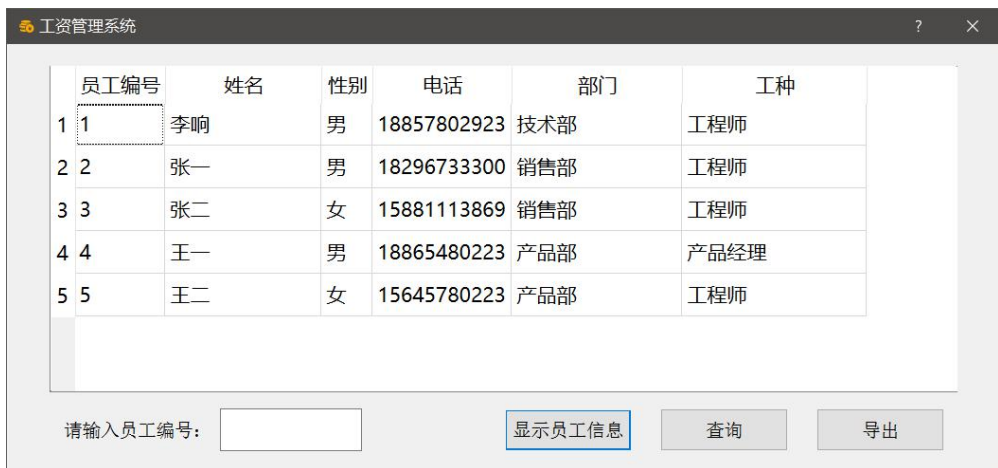 工资管理系统
员工编号 姓名 性别 电话 部门 工种
1 1 李响 男 18857802923 技术部 工程师
2 2 张一 男 18296733300 销售部 工程师
3 3 张二 女 15881113869 销售部 工程师
4 4 王一 男 18865480223 产品部 产品经理
5 5 王二 女 15645780223 产品部 工程师
请输入员工编号: 显示员工信息 查询 导出